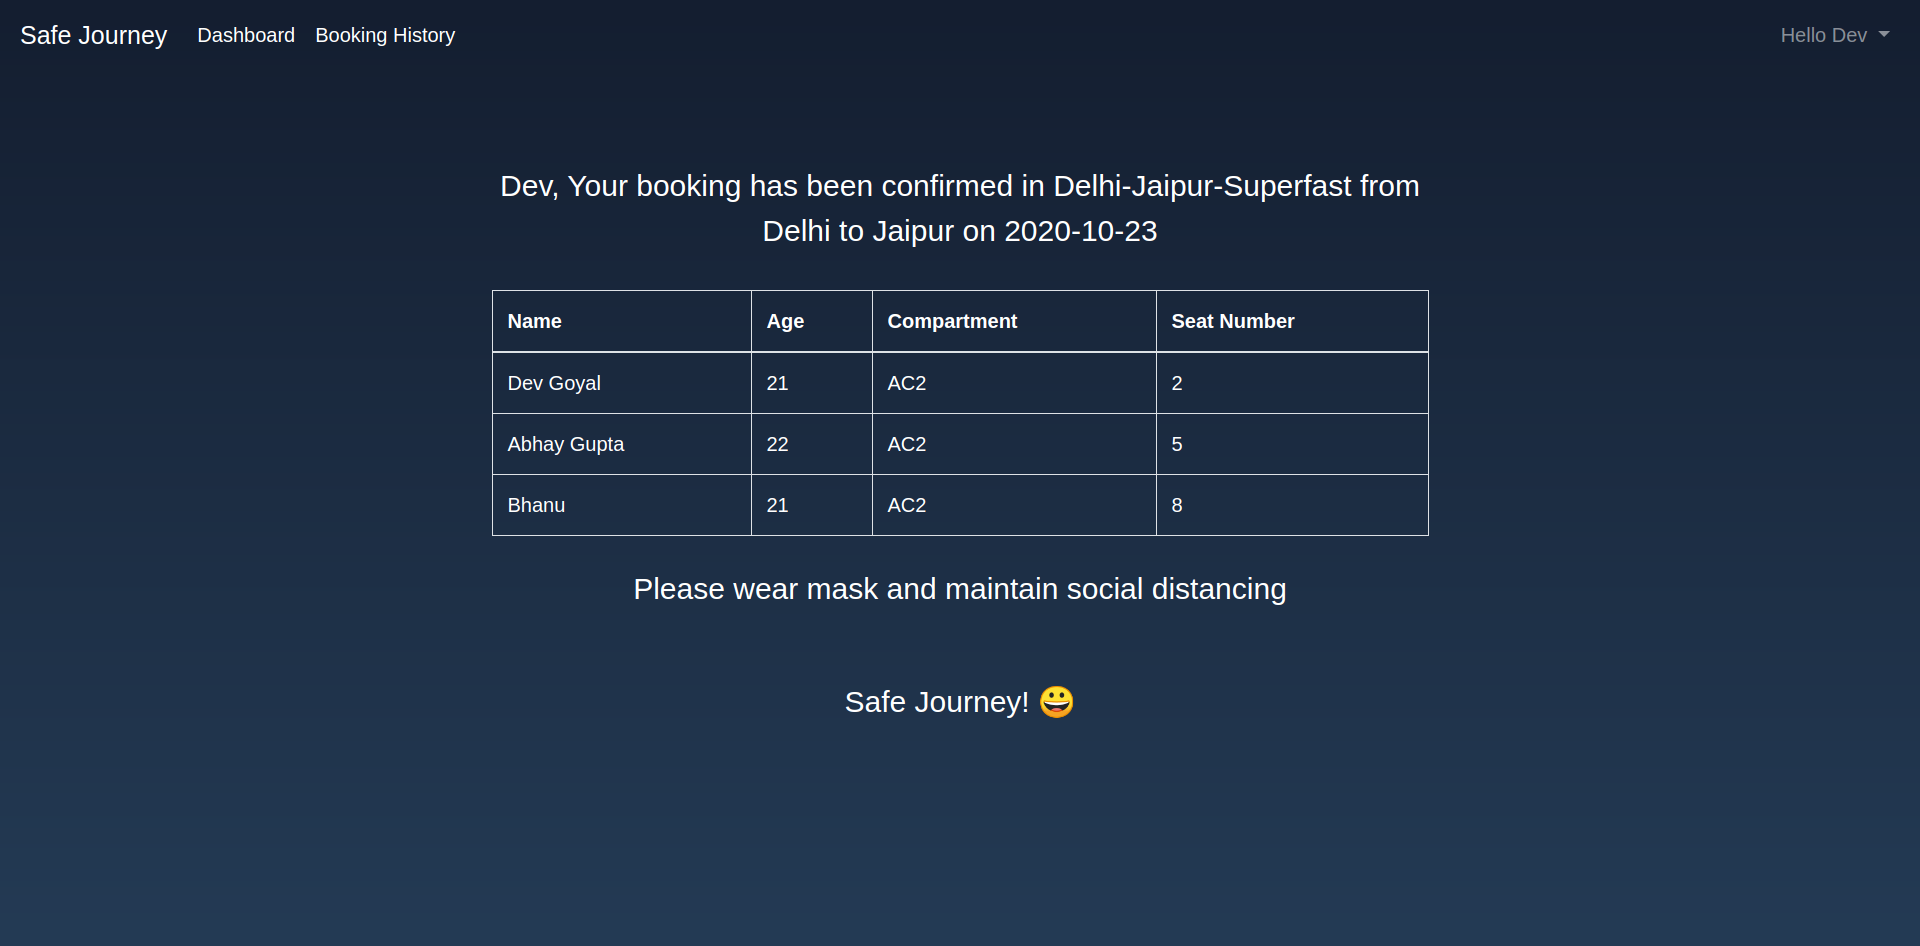 Safe Journey Dashboard Booking History Hello Dev
Dev, Your booking has been confirmed in Delhi-Jaipur-Superfast from
Delhi to Jaipur on 2020-10-23
Name Age Compartment Seat Number
Dev Goyal 21 AC2 2
Abhay Gupta 22 AC2 5
Bhanu 21 AC2 8
Please wear mask and maintain social distancing
Safe Journey! 😀